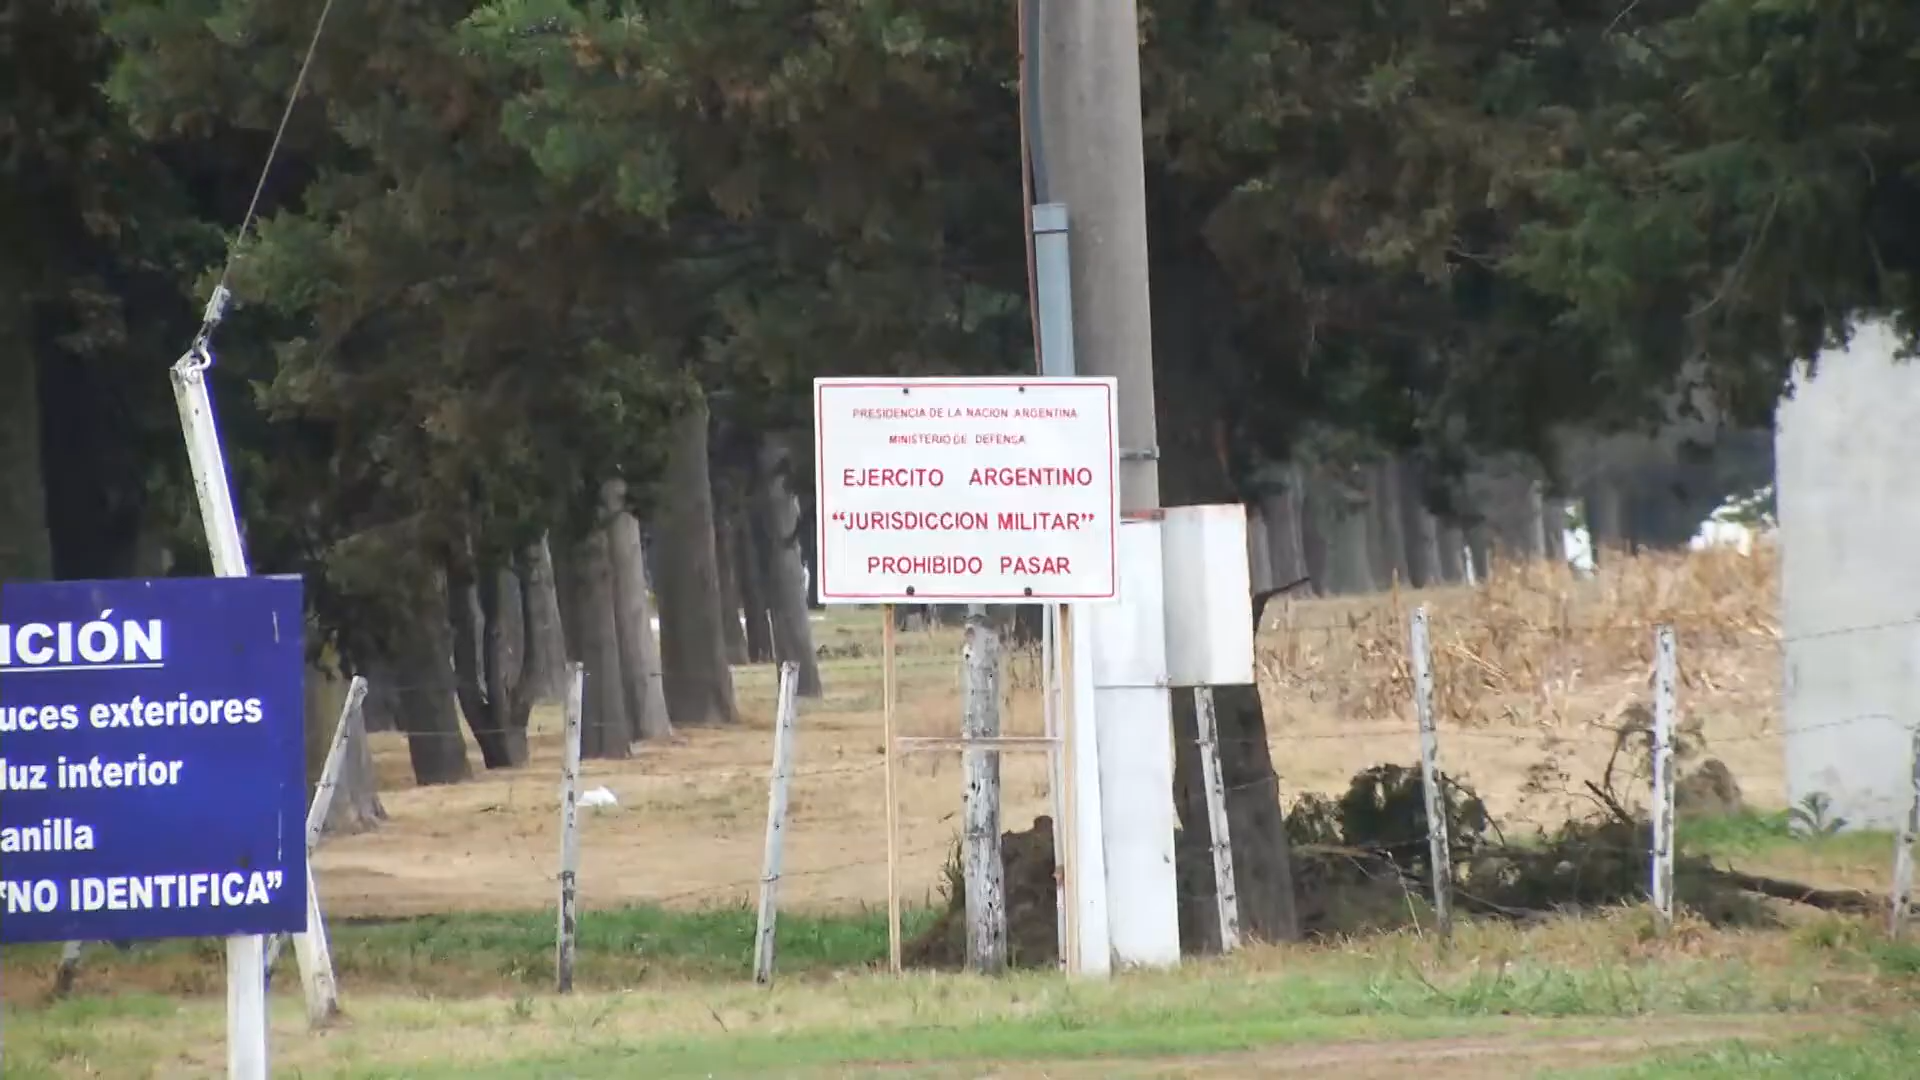 NCIÓN
uces exteriores
luz interior
anilla
"NO IDENTIFICA"
PRESIDENCIA DE LA NACION ARGENTINA
MINISTERIO DE DEFENSA
EJERCITO ARGENTINO
“JURISDICCION MILITAR”
PROHIBIDO PASAR